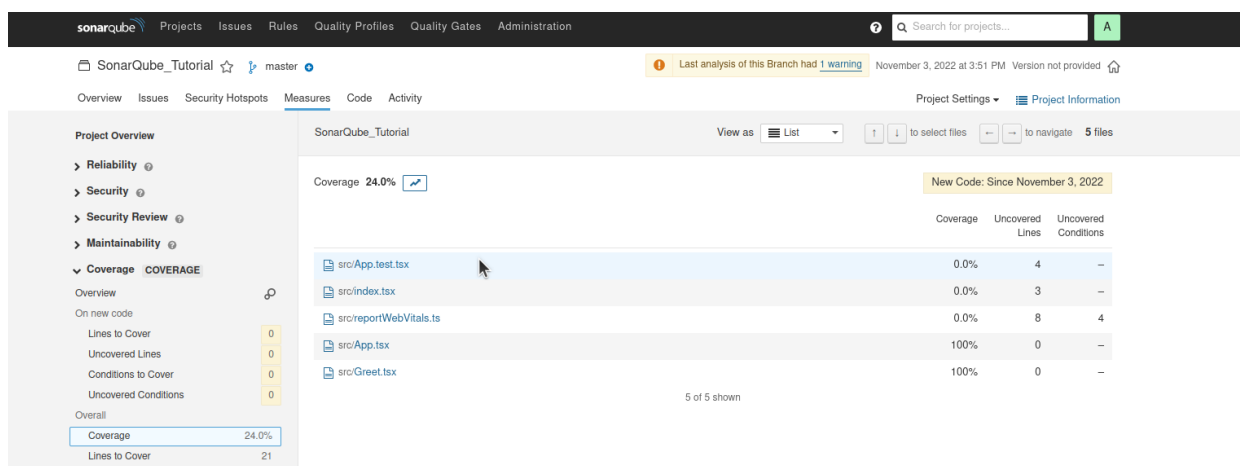 sonarqube Projects Issues Rules Quality Profiles Quality Gates Administration ? Search for projects... A
SonarQube_Tutorial master Last analysis of this Branch had 1 warning November 3, 2022 at 3:51 PM Version not provided
Overview Issues Security Hotspots Measures Code Activity Project Settings Project Information
Project Overview SonarQube_Tutorial View as List ↑ ↓ to select files ← → to navigate 5 files
Reliability ?
Security ?
Security Review ?
Maintainability ?
Coverage COVERAGE
Overview
On new code
Lines to Cover 0
Uncovered Lines 0
Conditions to Cover 0
Uncovered Conditions 0
Overall
Coverage 24.0%
Lines to Cover 21
Coverage 24.0% New Code: Since November 3, 2022
Coverage Uncovered Lines Uncovered Conditions
src/App.test.tsx 0.0% 4 –
src/index.tsx 0.0% 3 –
src/reportWebVitals.ts 0.0% 8 4
src/App.tsx 100% 0 –
src/Greet.tsx 100% 0 –
5 of 5 shown